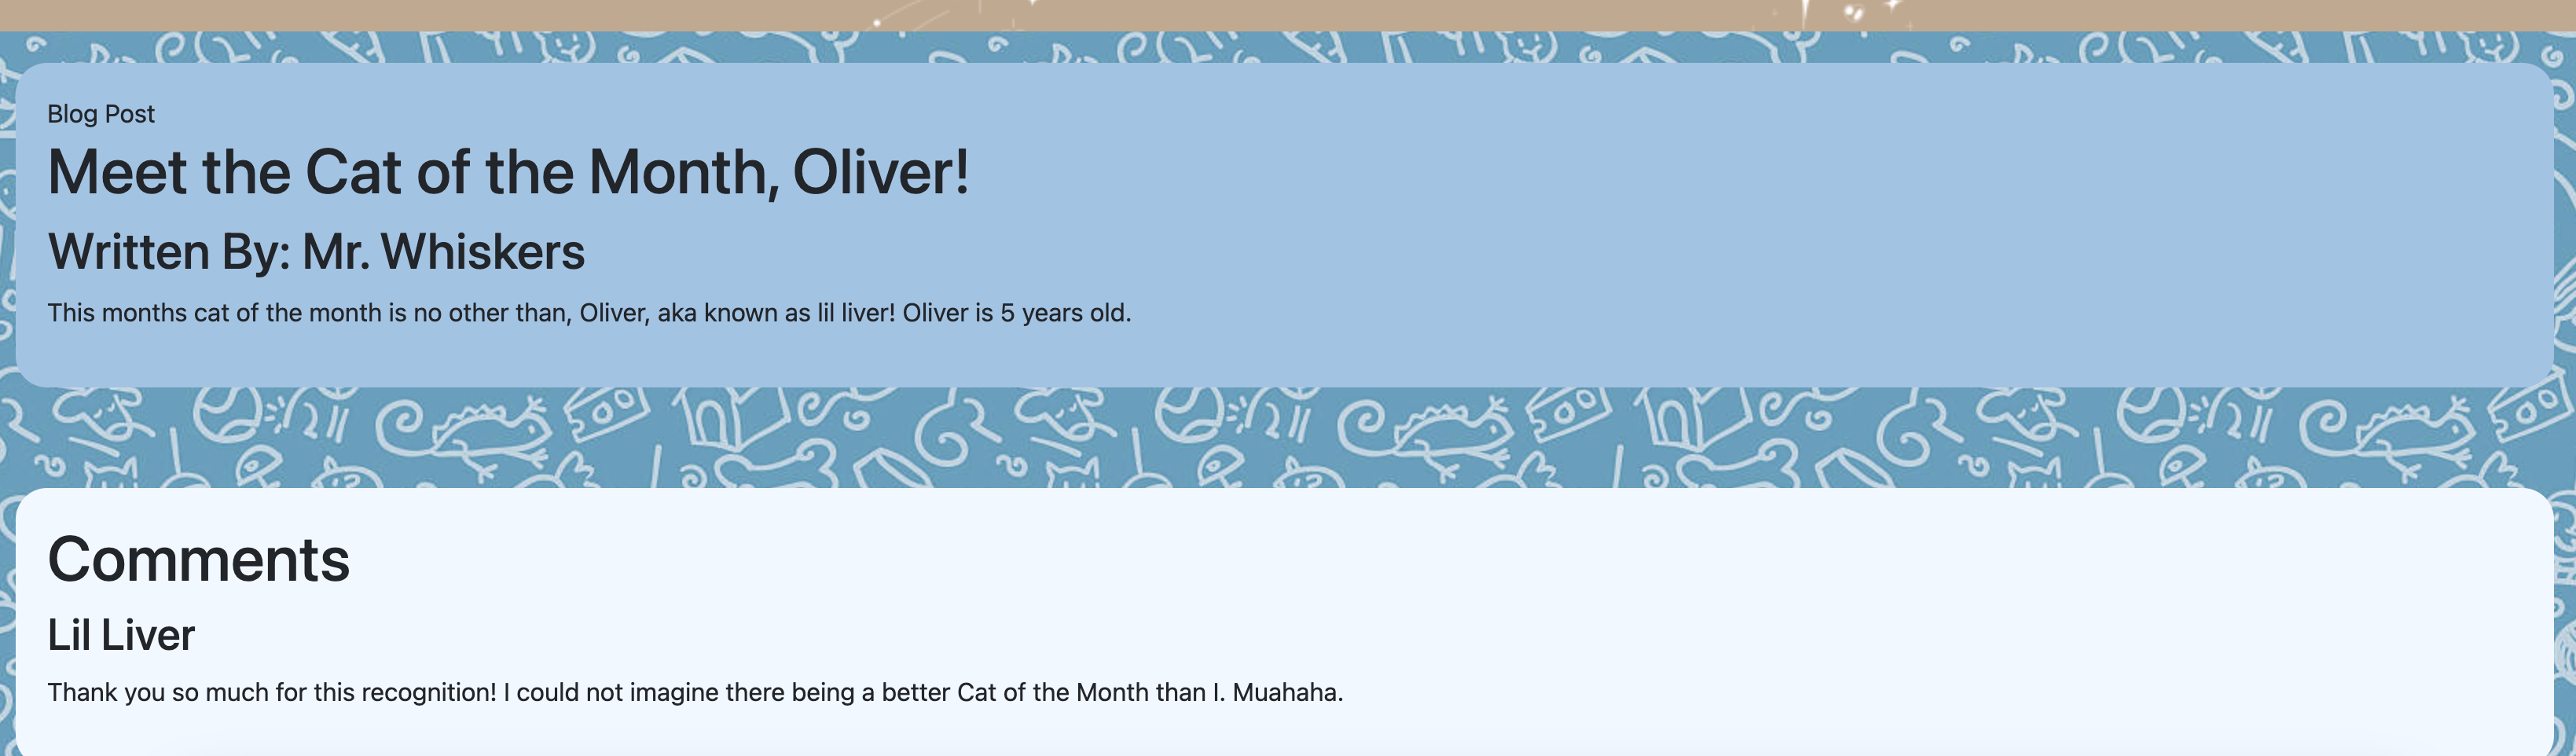 Blog Post
Meet the Cat of the Month, Oliver!
Written By: Mr. Whiskers
This months cat of the month is no other than, Oliver, aka known as lil liver! Oliver is 5 years old.
Comments
Lil Liver
Thank you so much for this recognition! I could not imagine there being a better Cat of the Month than I. Muahaha.